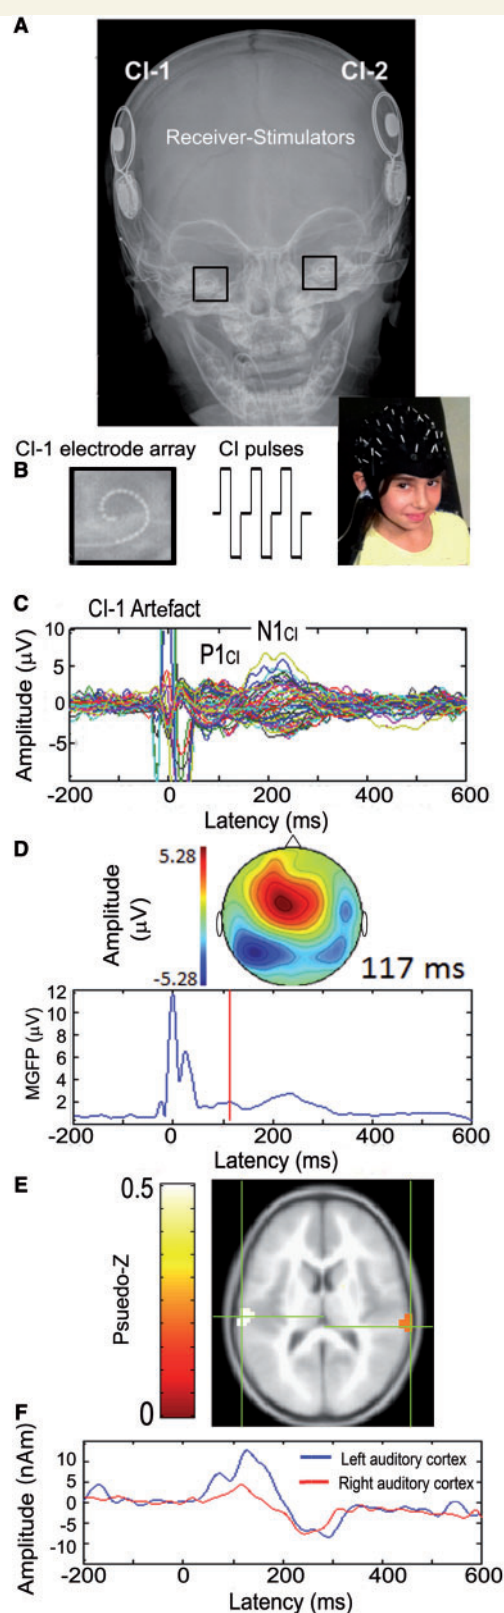 A
CI-1 CI-2
Receiver-Stimulators
CI-1 electrode array CI pulses
B
C
CI-1 Artefact
N1CI
P1CI
Amplitude (µV)
10
5
0
-5
-200 0 200 400 600
Latency (ms)
D
Amplitude (µV)
5.28
-5.28
117 ms
MGFP (µV)
12
10
8
6
4
2
-200 0 200 400 600
Latency (ms)
E
Psuedo-Z
0.5
0
F
Amplitude (nAm)
10
5
0
-5
-10
Left auditory cortex
Right auditory cortex
-200 0 200 400 600
Latency (ms)